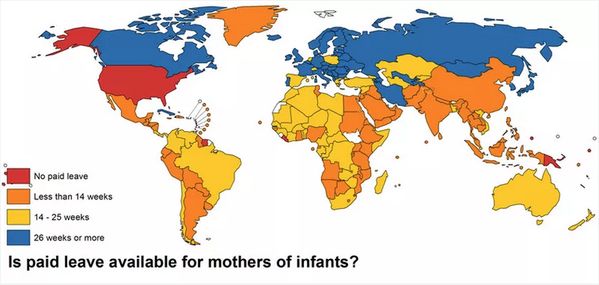 No paid leave
Less than 14 weeks
14 - 25 weeks
26 weeks or more
Is paid leave available for mothers of infants?